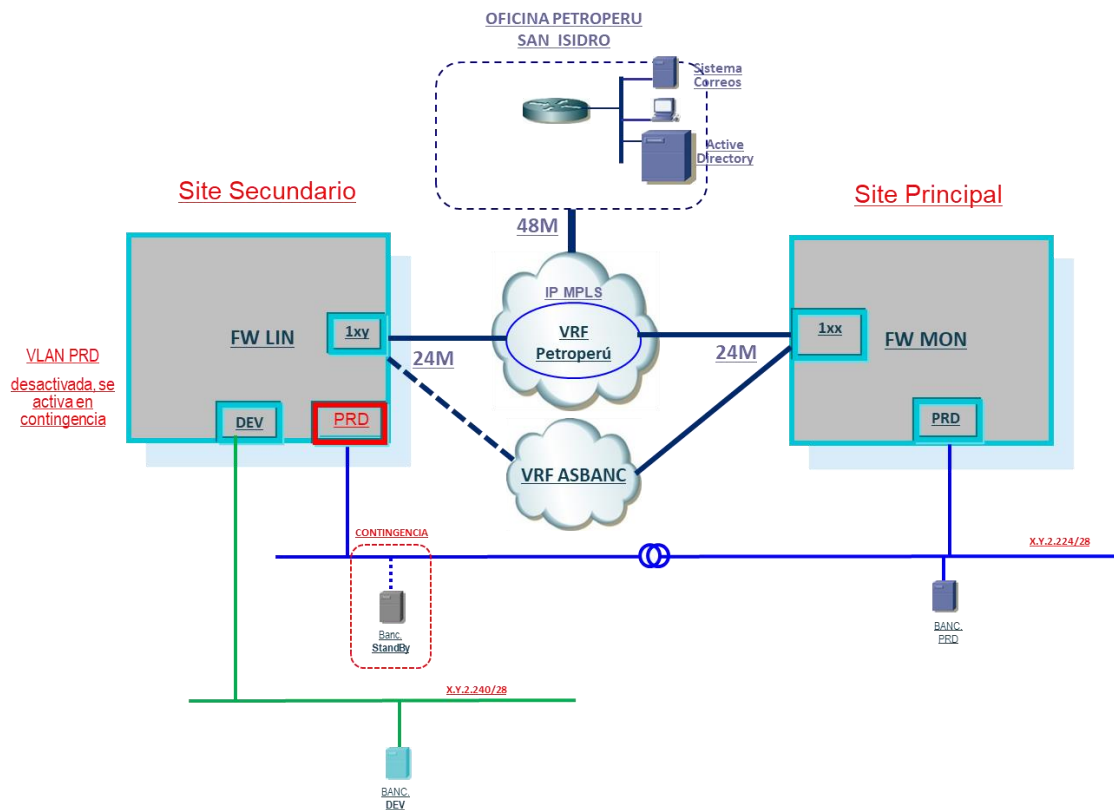 OFICINA PETROPERU
SAN ISIDRO
Sistema
Correos
Active
Directory
Site Secundario
Site Principal
48M
IP MPLS
VRF
Petroperú
1xy
FW LIN
24M
24M
1xx
FW MON
VLAN PRD
desactivada, se
activa en
contingencia
DEV
PRD
PRD
VRF ASBANC
CONTINGENCIA
X.Y.2.224/28
Banc.
StandBy
BANC.
PRD
X.Y.2.240/28
BANC.
DEV